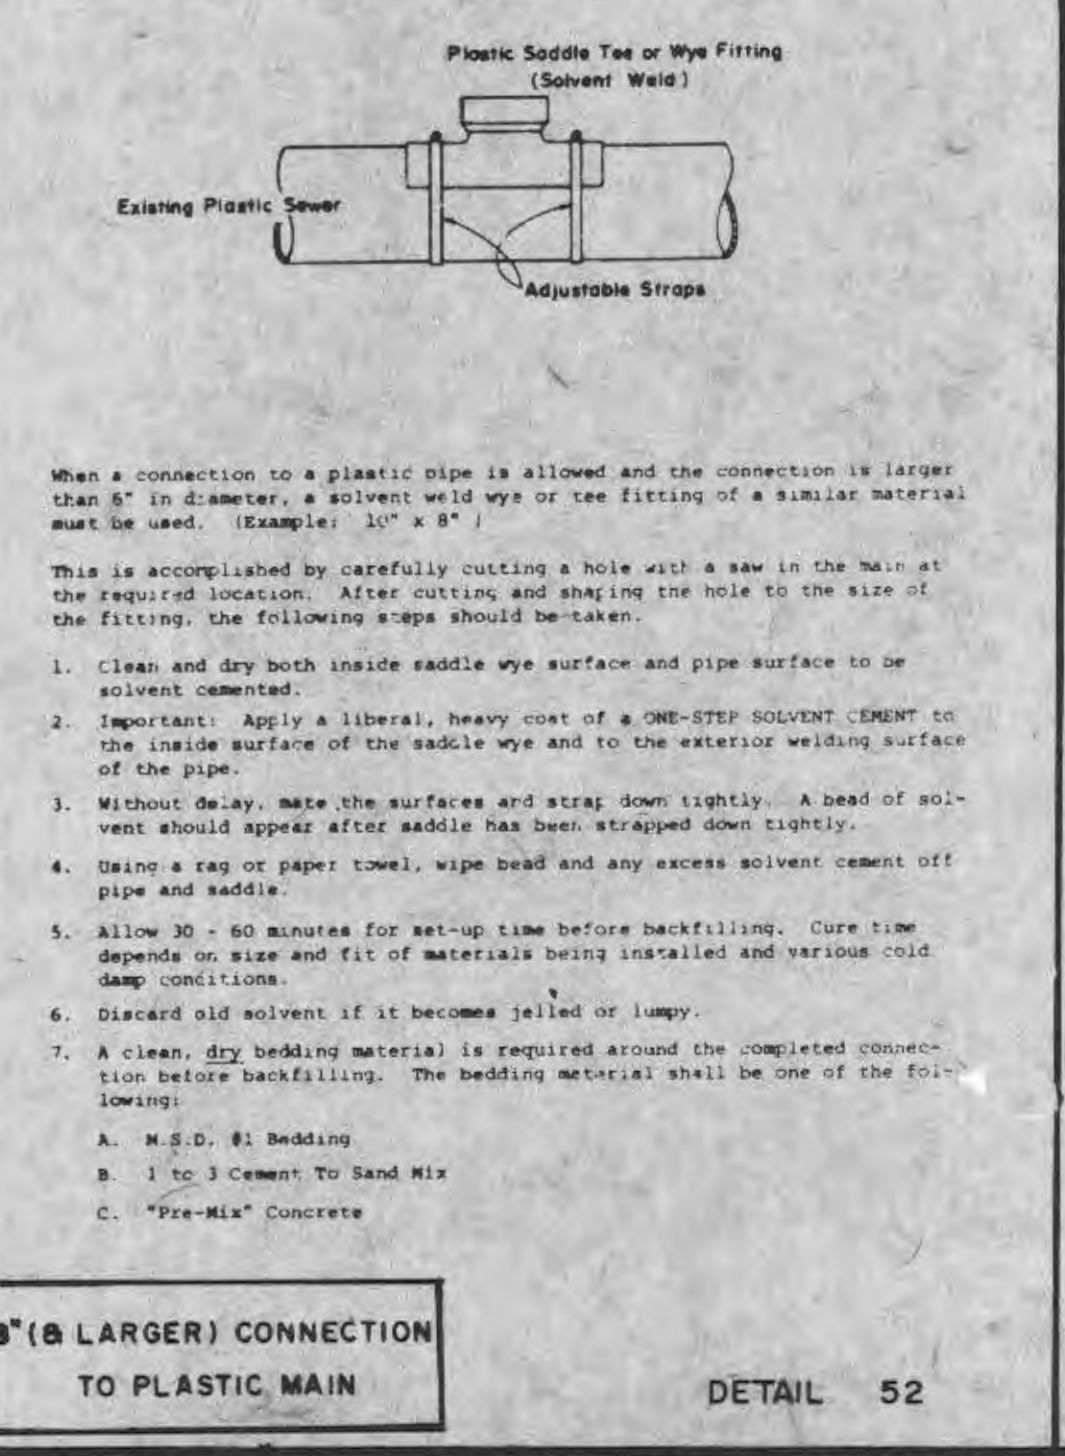 Plastic Saddle Tee or Wye Fitting
(Solvent Weld)
Existing Plastic Sewer
Adjustable Straps
When a connection to a plastic pipe is allowed and the connection is larger
than 6" in diameter, a solvent weld wye or tee fitting of a similar material
must be used. (Example: 10" x 8" )
This is accomplished by carefully cutting a hole with a saw in the main at
the required location. After cutting and shaping the hole to the size of
the fitting, the following steps should be taken.
1. Clean and dry both inside saddle wye surface and pipe surface to be
solvent cemented.
2. Important: Apply a liberal, heavy coat of a ONE-STEP SOLVENT CEMENT to
the inside surface of the saddle wye and to the exterior welding surface
of the pipe.
3. Without delay, mate the surfaces and strap down tightly. A bead of sol-
vent should appear after saddle has been strapped down tightly.
4. Using a rag or paper towel, wipe bead and any excess solvent cement off
pipe and saddle.
5. Allow 30 - 60 minutes for set-up time before backfilling. Cure time
depends on size and fit of materials being installed and various cold
damp conditions.
6. Discard old solvent if it becomes jelled or lumpy.
7. A clean, dry bedding material is required around the completed connec-
tion before backfilling. The bedding material shall be one of the fol-
lowing:
A. M.S.D. #1 Bedding
B. 1 to 3 Cement To Sand Mix
C. "Pre-Mix" Concrete
8"(& LARGER) CONNECTION
TO PLASTIC MAIN
DETAIL 52